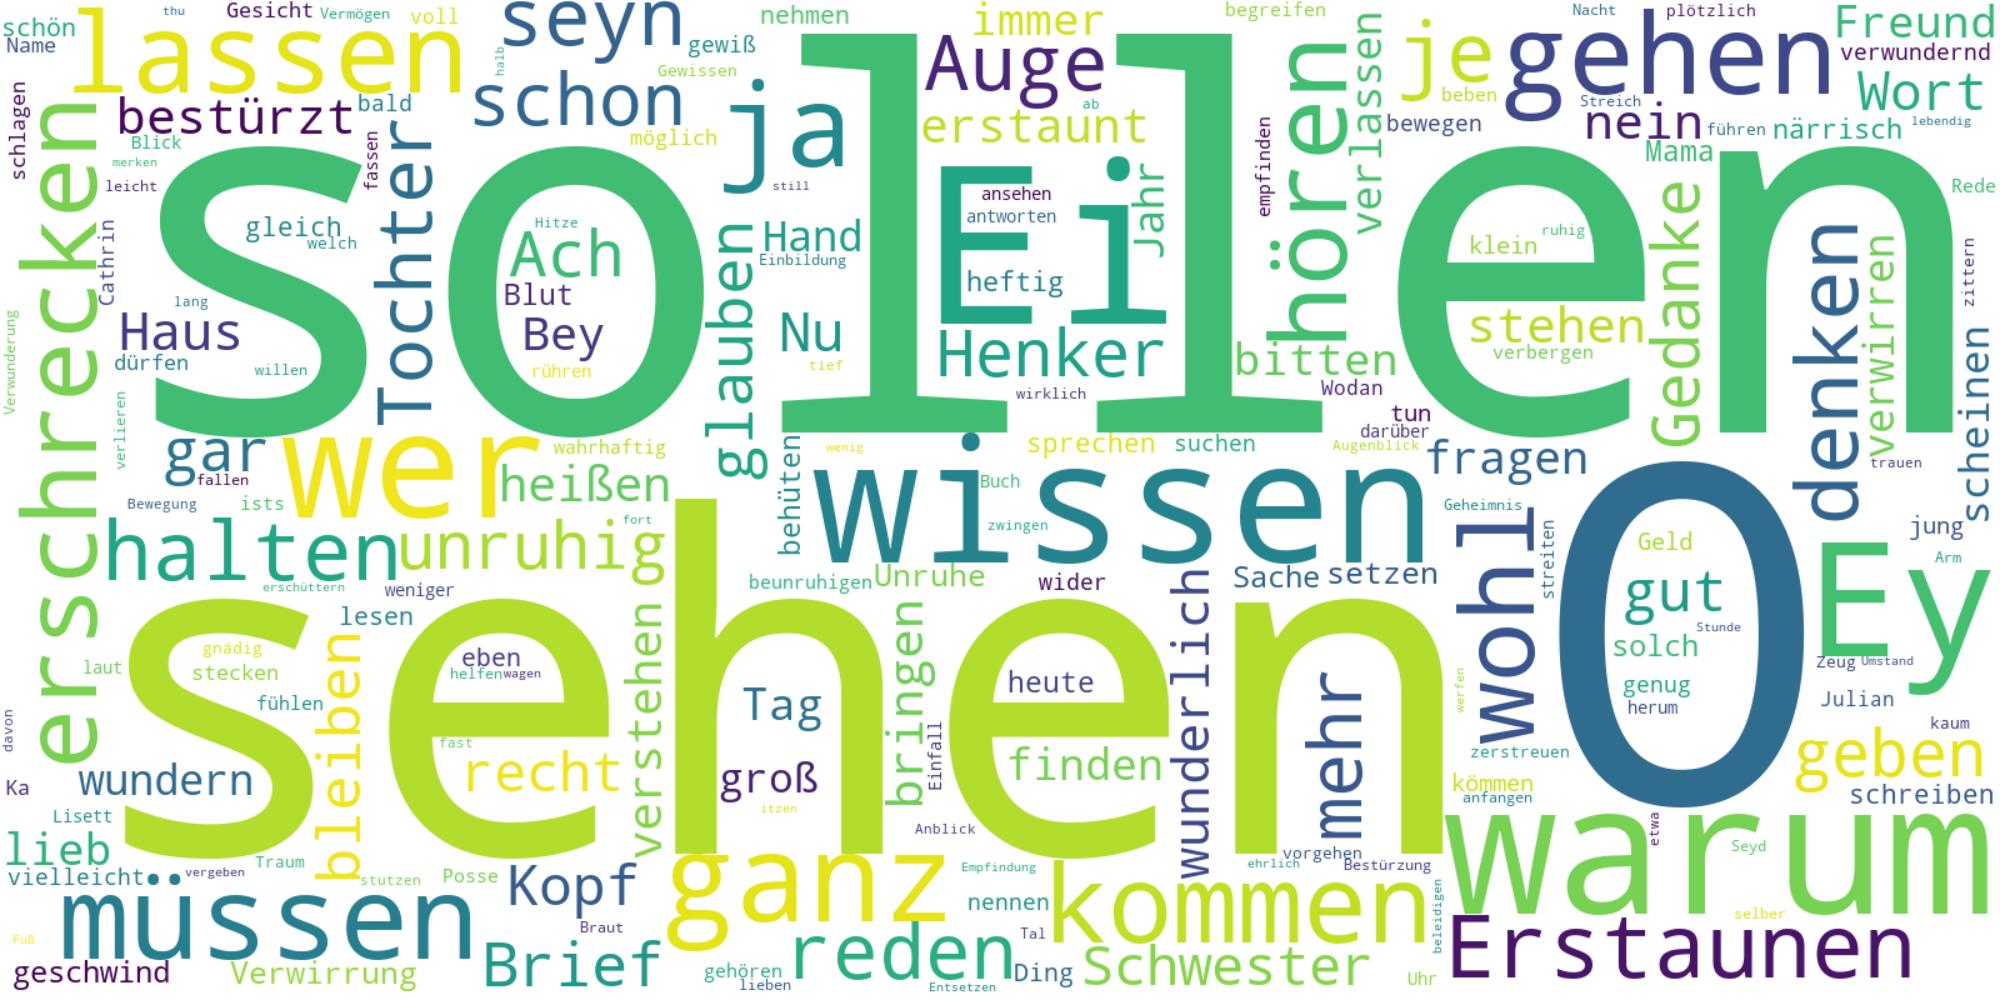 schön thu Gesicht Vermögen voll seyn nehmen immer begreifen Nacht plötzlich Freund
Name lassen halb gewiß Auge verlassen je gehen verwundernd
schlagen bestürzt bald schon Gewissen ja ab hören beben Streich Wort
Blick fassen möglich erstaunt empfinden bewegen nein führen närrisch lebendig
merken leicht still ansehen Jahr Mama Rede
erschrecken Cathrin gleich welch Tochter Hitze Ach Hand antworten Ei klein ruhig Gedanke denken verwirren zittern
sollen
lang Blut glauben Einbildung heftig stehen scheinen
Verwunderung Haus Bey Nu Henker bitten verbergen
dürfen willen rühren tief wirklich Wodan
verlieren tun darüber
gar wer wahrhaftig behüten wenig sprechen suchen Augenblick fragen trauen
fallen heißen wissen Buch
Bewegung ists fort zwingen Geheimnis jung
halten unruhig wohl streiten O Geld Ey Arm
erschüttern weniger beunruhigen Unruhe wider Sache setzen gut
lesen solch Stunde
laut gnädig stecken bleiben eben helfen wagen verstehen heute wunderlich werfen Zeug Umstand
sehen
davon fühlen Tag bringen mehr genug herum Julian
fast Einfall zerstreuen kaum
Ka wundern recht groß finden kömmen anfangen geben schreiben
Lisett itzen Anblick warum etwa
lieb Traum vorgehen Seyd
vielleicht vergeben stutzen Posse Kopf ganz Empfindung kommen ehrlich Bestürzung
müssen Braut nennen beleidigen selber
Fuß Brief reden Tal Erstaunen
geschwind Verwirrung gehören lieben Entsetzen Ding Schwester Uhr